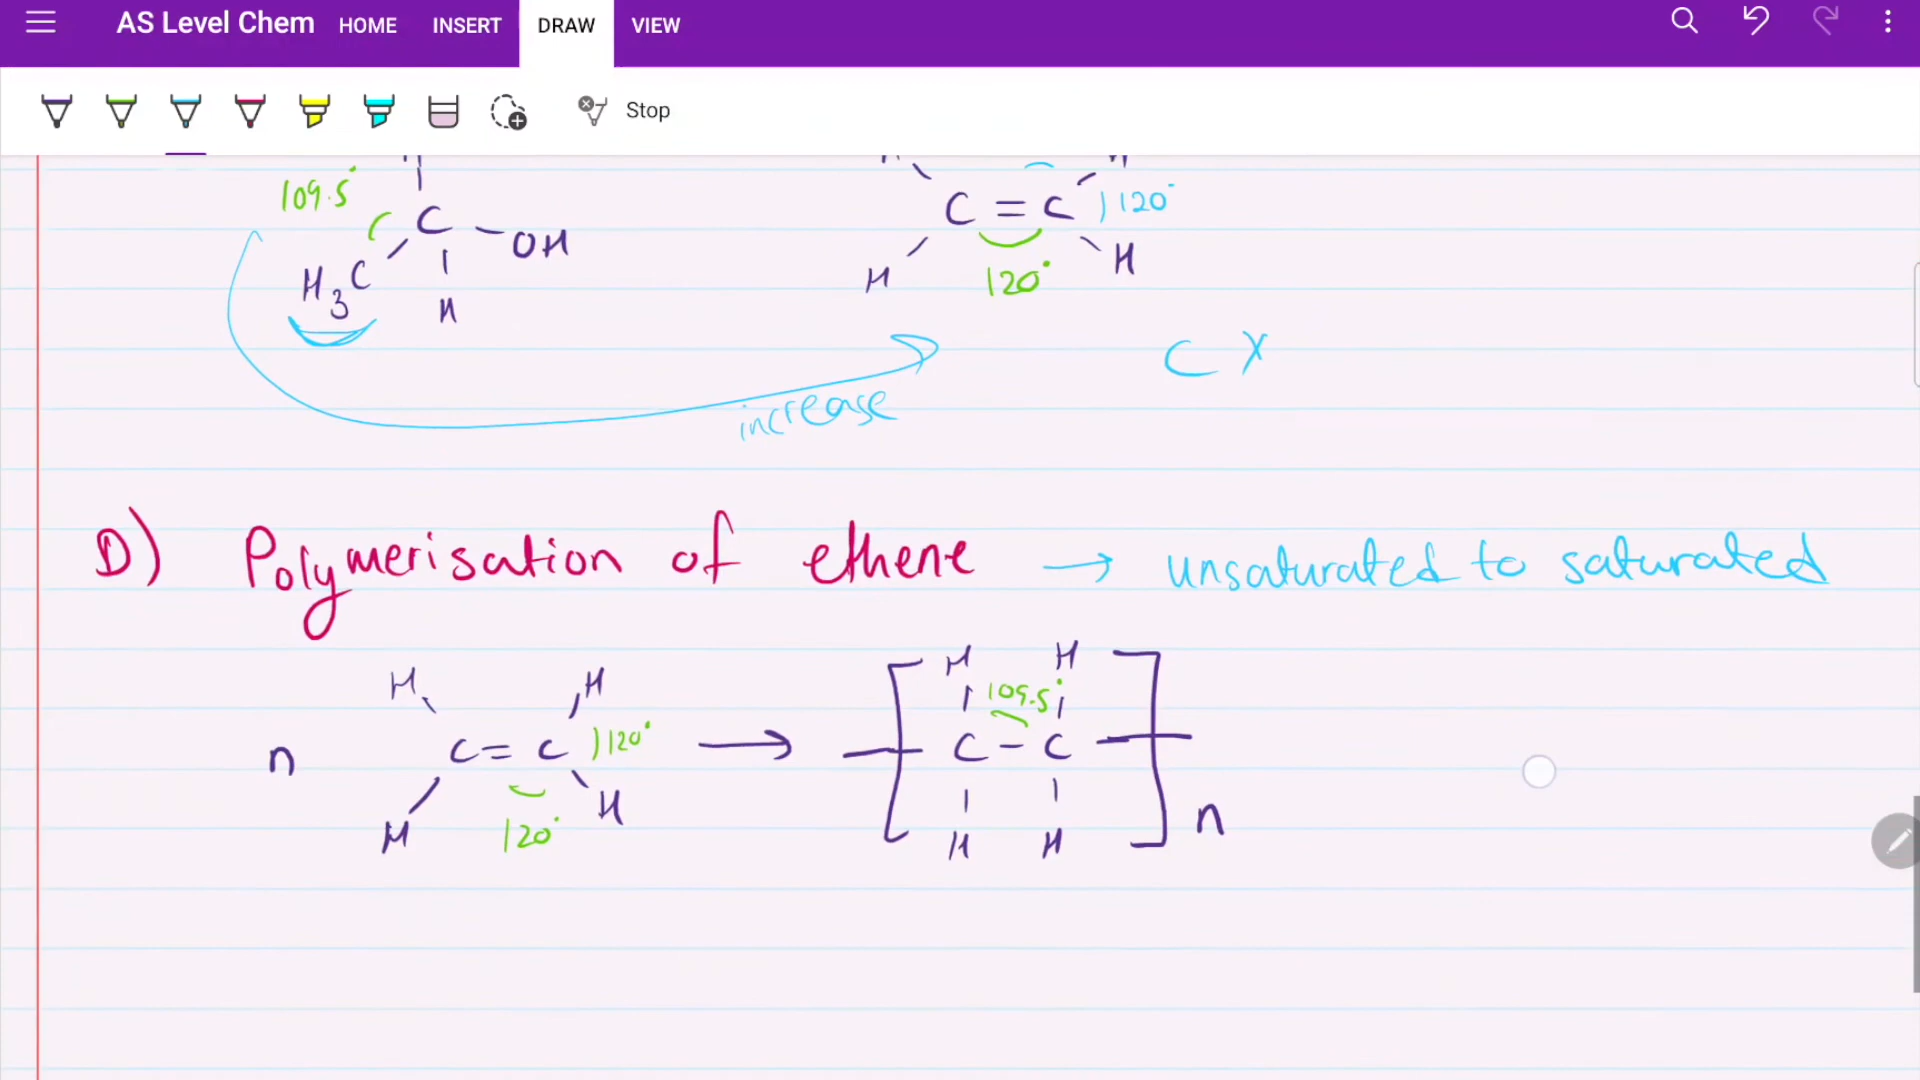 AS Level Chem HOME INSERT DRAW VIEW
Stop
109.5°
C
OH
H3C
H
C = C
)120°
H
120°
H
C X
increase
D) Polymerisation of ethene → unsaturated to saturated
H H
n C = C )120° →
H 120° H
H H
109.5°
C - C
H H
n